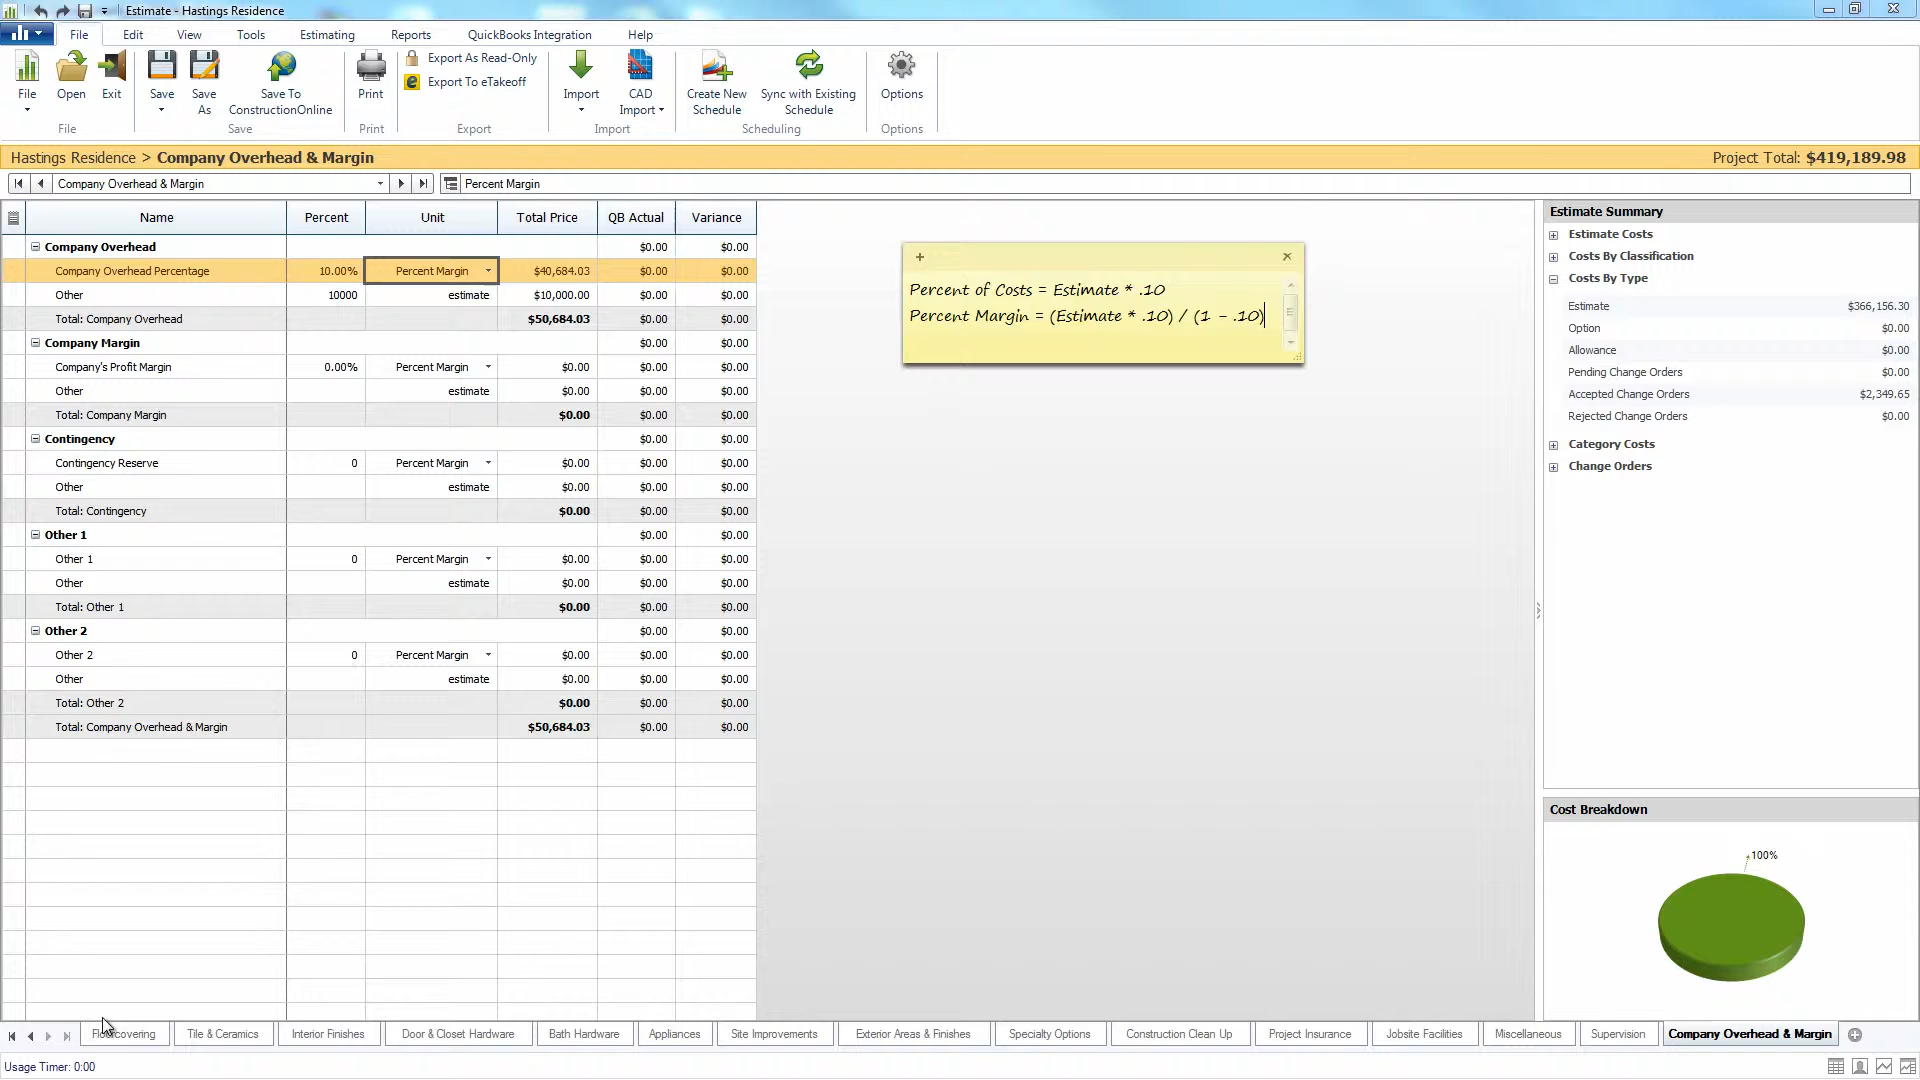 Estimate - Hastings Residence
File Edit View Tools Estimating Reports QuickBooks Integration Help
File Open Exit Save Save As Save To ConstructionOnline Print Export As Read-Only Export To eTakeoff Import CAD Import Create New Schedule Sync with Existing Schedule Options
File Save Print Export Import Scheduling Options
Hastings Residence > Company Overhead & Margin Project Total: $419,189.98
Company Overhead & Margin Percent Margin
Name Percent Unit Total Price QB Actual Variance
Company Overhead $0.00 $0.00
Company Overhead Percentage 10.00% Percent Margin $40,684.03 $0.00 $0.00
Other 10000 estimate $10,000.00 $0.00 $0.00
Total: Company Overhead $50,684.03 $0.00 $0.00
Company Margin $0.00 $0.00
Company's Profit Margin 0.00% Percent Margin $0.00 $0.00 $0.00
Other estimate $0.00 $0.00 $0.00
Total: Company Margin $0.00 $0.00 $0.00
Contingency $0.00 $0.00
Contingency Reserve 0 Percent Margin $0.00 $0.00 $0.00
Other estimate $0.00 $0.00 $0.00
Total: Contingency $0.00 $0.00 $0.00
Other 1 $0.00 $0.00
Other 1 0 Percent Margin $0.00 $0.00 $0.00
Other estimate $0.00 $0.00 $0.00
Total: Other 1 $0.00 $0.00 $0.00
Other 2 $0.00 $0.00
Other 2 0 Percent Margin $0.00 $0.00 $0.00
Other estimate $0.00 $0.00 $0.00
Total: Other 2 $0.00 $0.00 $0.00
Total: Company Overhead & Margin $50,684.03 $0.00 $0.00
Percent of Costs = Estimate * .10
Percent Margin = (Estimate * .10) / (1 - .10)
Estimate Summary
Estimate Costs
Costs By Classification
Costs By Type
Estimate $366,156.30
Option $0.00
Allowance $0.00
Pending Change Orders $0.00
Accepted Change Orders $2,349.65
Rejected Change Orders $0.00
Category Costs
Change Orders
Cost Breakdown
100%
Tile & Ceramics Interior Finishes Door & Closet Hardware Bath Hardware Appliances Site Improvements Exterior Areas & Finishes Specialty Options Construction Clean Up Project Insurance Jobsite Facilities Miscellaneous Supervision Company Overhead & Margin
Usage Timer: 0:00